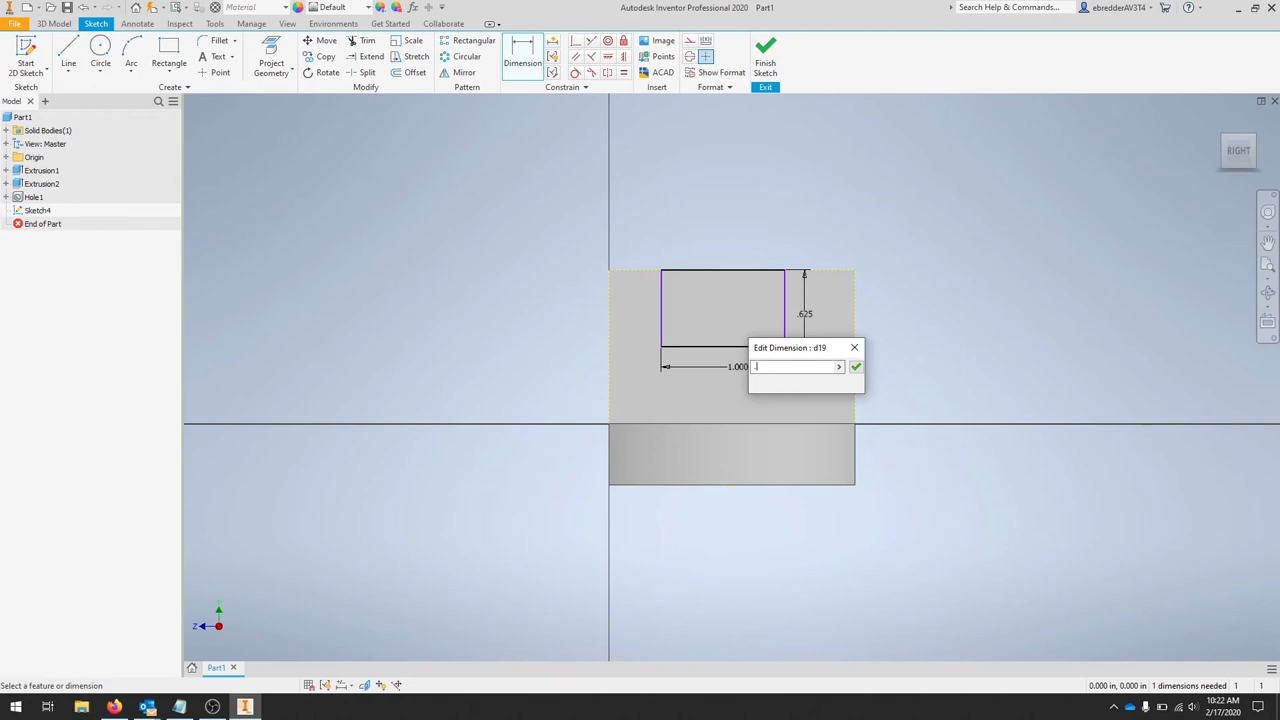 Material
Default
Autodesk Inventor Professional 2020 Part1
Search Help & Commands...
ebredderAV3T4
File
3D Model
Sketch
Annotate
Inspect
Tools
Manage
View
Environments
Get Started
Collaborate
Start
2D Sketch
Line
Circle
Arc
Rectangle
Fillet
Text
Point
Project
Geometry
Move
Copy
Rotate
Trim
Extend
Split
Scale
Stretch
Offset
Rectangular
Circular
Mirror
Dimension
Image
Points
ACAD
Show Format
Finish
Sketch
Sketch
Create
Modify
Pattern
Constrain
Insert
Format
Exit
Model
Part1
Solid Bodies(1)
View: Master
Origin
Extrusion1
Extrusion2
Hole1
Sketch4
End of Part
RIGHT
.625
Edit Dimension : d19
1.000
.
Z
Part1
Select a feature or dimension
0.000 in, 0.000 in
1 dimensions needed
1
1
10:22 AM
2/17/2020